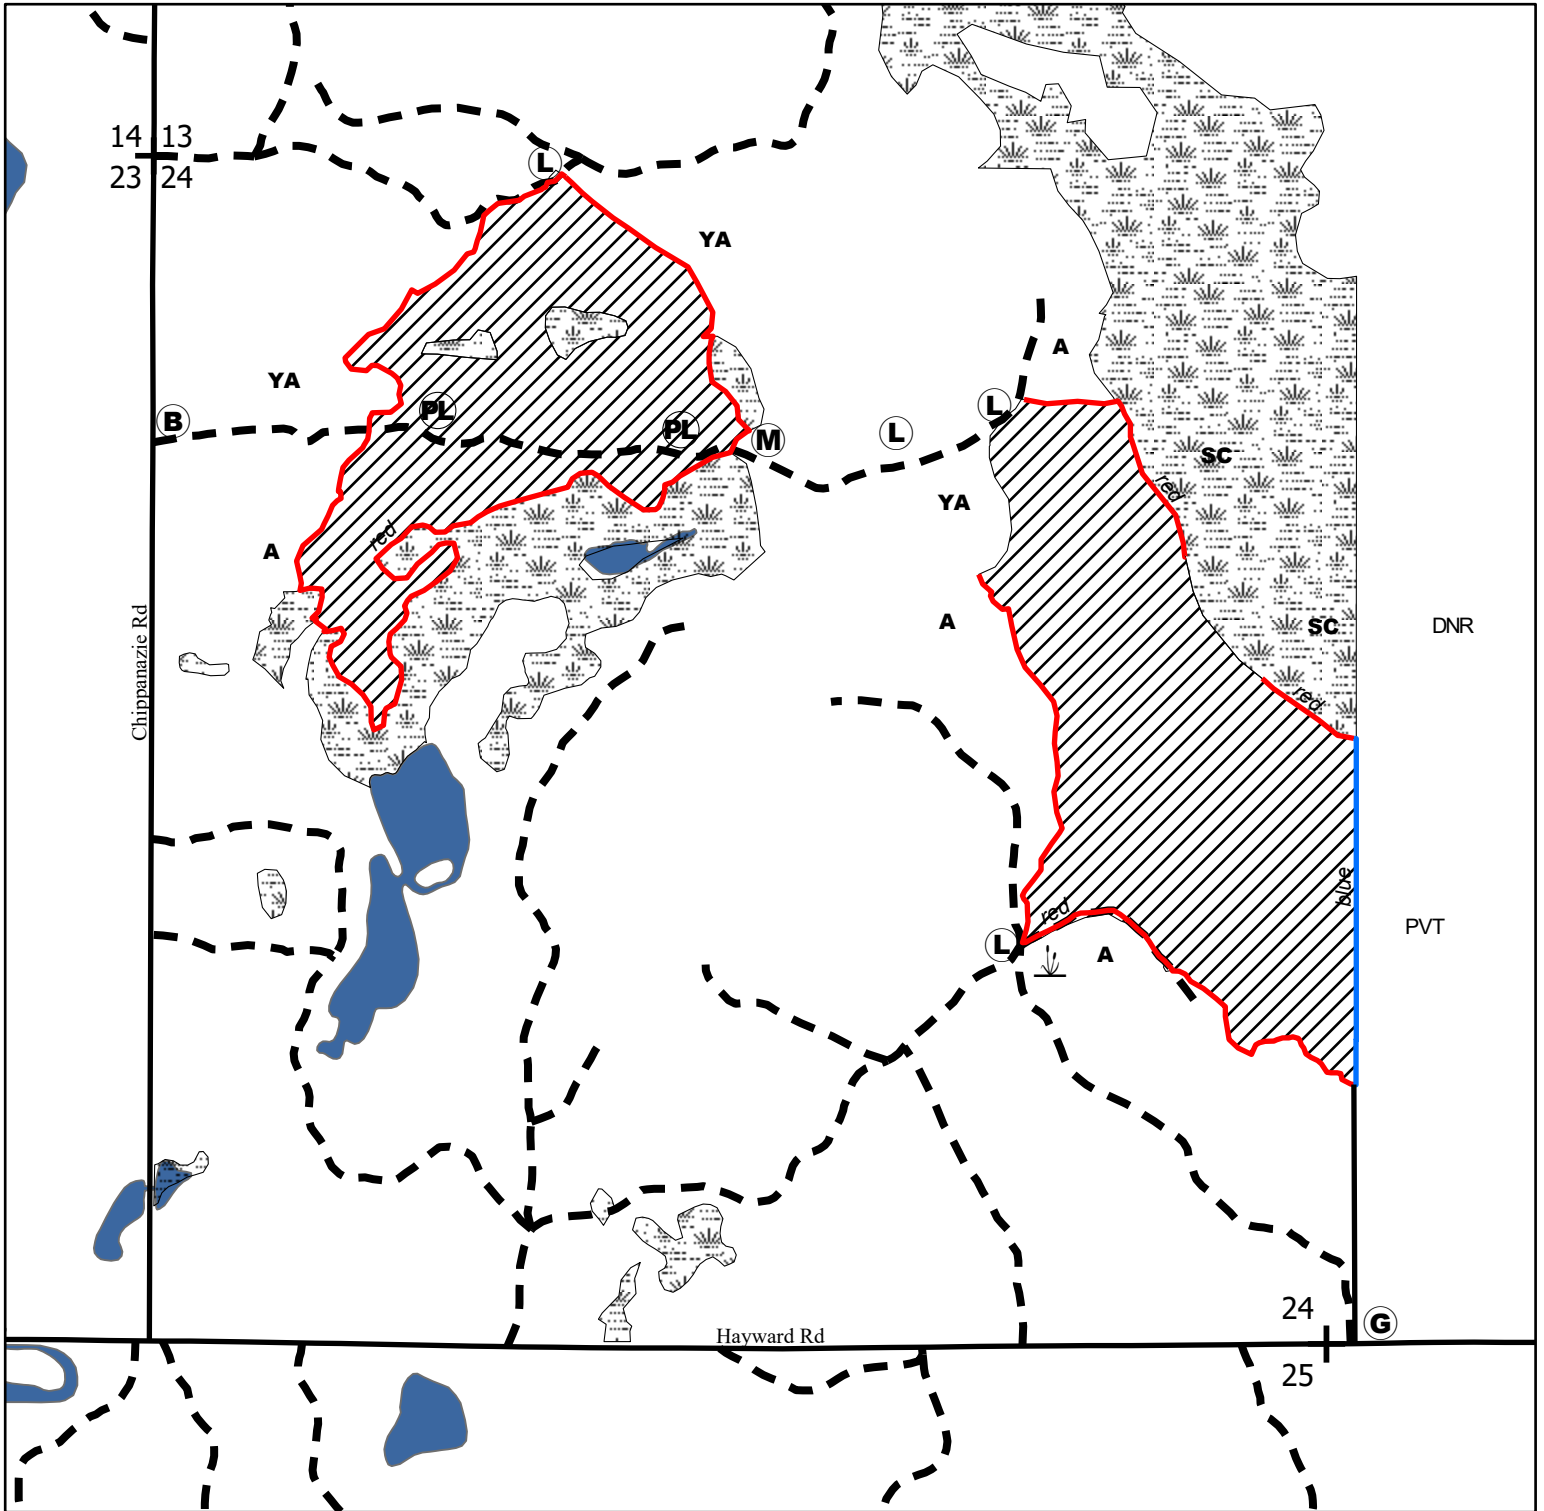 14 13
23 24
L
YA
A
YA
B
PL
PL
M
L
L
SC
red
YA
red
A
A
SC
DNR
Chippanazie Rd
red
blue
red
PVT
L
A
24
G
Hayward Rd
25